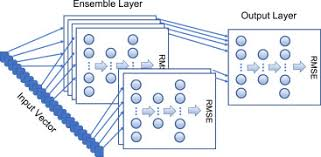 Ensemble Layer
Output Layer
RMSE
RMSE
RMSE
Input Vector